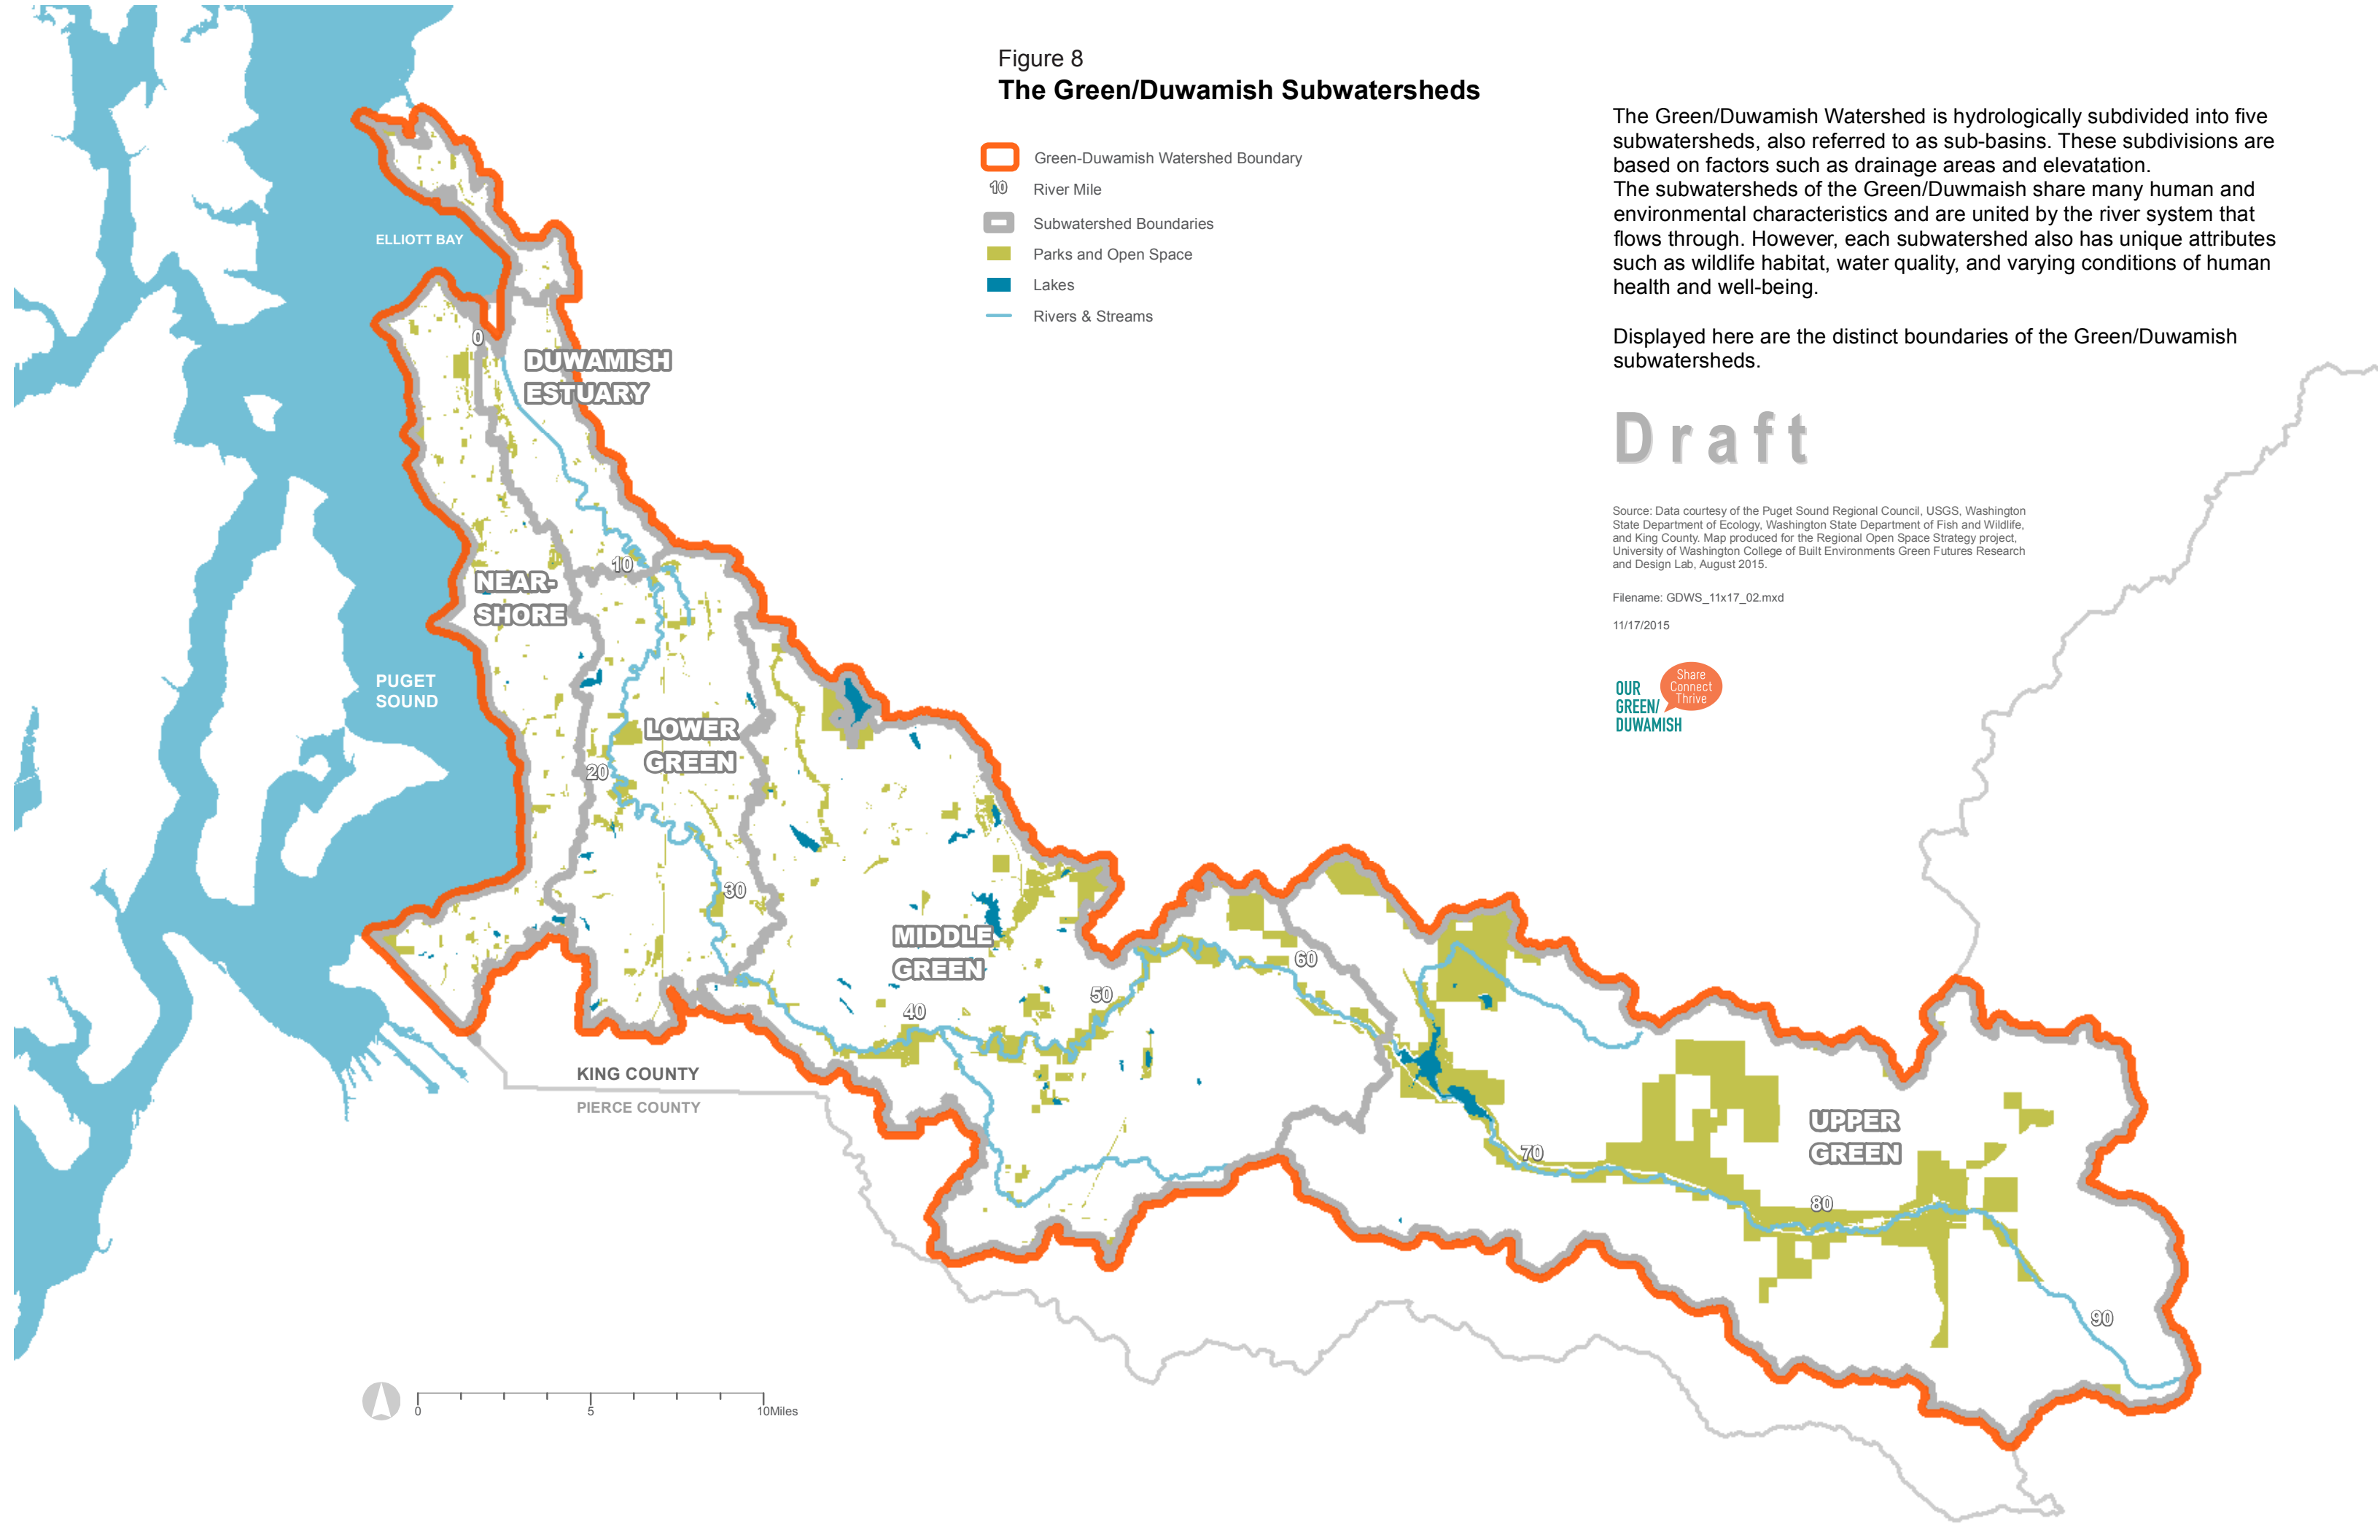 Figure 8
The Green/Duwamish Subwatersheds
Green-Duwamish Watershed Boundary
10 River Mile
Subwatershed Boundaries
Parks and Open Space
Lakes
Rivers & Streams
The Green/Duwamish Watershed is hydrologically subdivided into five
subwatersheds, also referred to as sub-basins. These subdivisions are
based on factors such as drainage areas and elevatation.
The subwatersheds of the Green/Duwmaish share many human and
environmental characteristics and are united by the river system that
flows through. However, each subwatershed also has unique attributes
such as wildlife habitat, water quality, and varying conditions of human
health and well-being.
Displayed here are the distinct boundaries of the Green/Duwamish
subwatersheds.
Draft
Source: Data courtesy of the Puget Sound Regional Council, USGS, Washington
State Department of Ecology, Washington State Department of Fish and Wildlife,
and King County. Map produced for the Regional Open Space Strategy project,
University of Washington College of Built Environments Green Futures Research
and Design Lab, August 2015.
Filename: GDWS_11x17_02.mxd
11/17/2015
Share
Connect
Thrive
OUR
GREEN/
DUWAMISH
ELLIOTT BAY
0
DUWAMISH
ESTUARY
10
NEAR-
SHORE
PUGET
SOUND
LOWER
GREEN
20
30
MIDDLE
GREEN
40
50
60
70
UPPER
GREEN
80
90
KING COUNTY
PIERCE COUNTY
0 5 10Miles